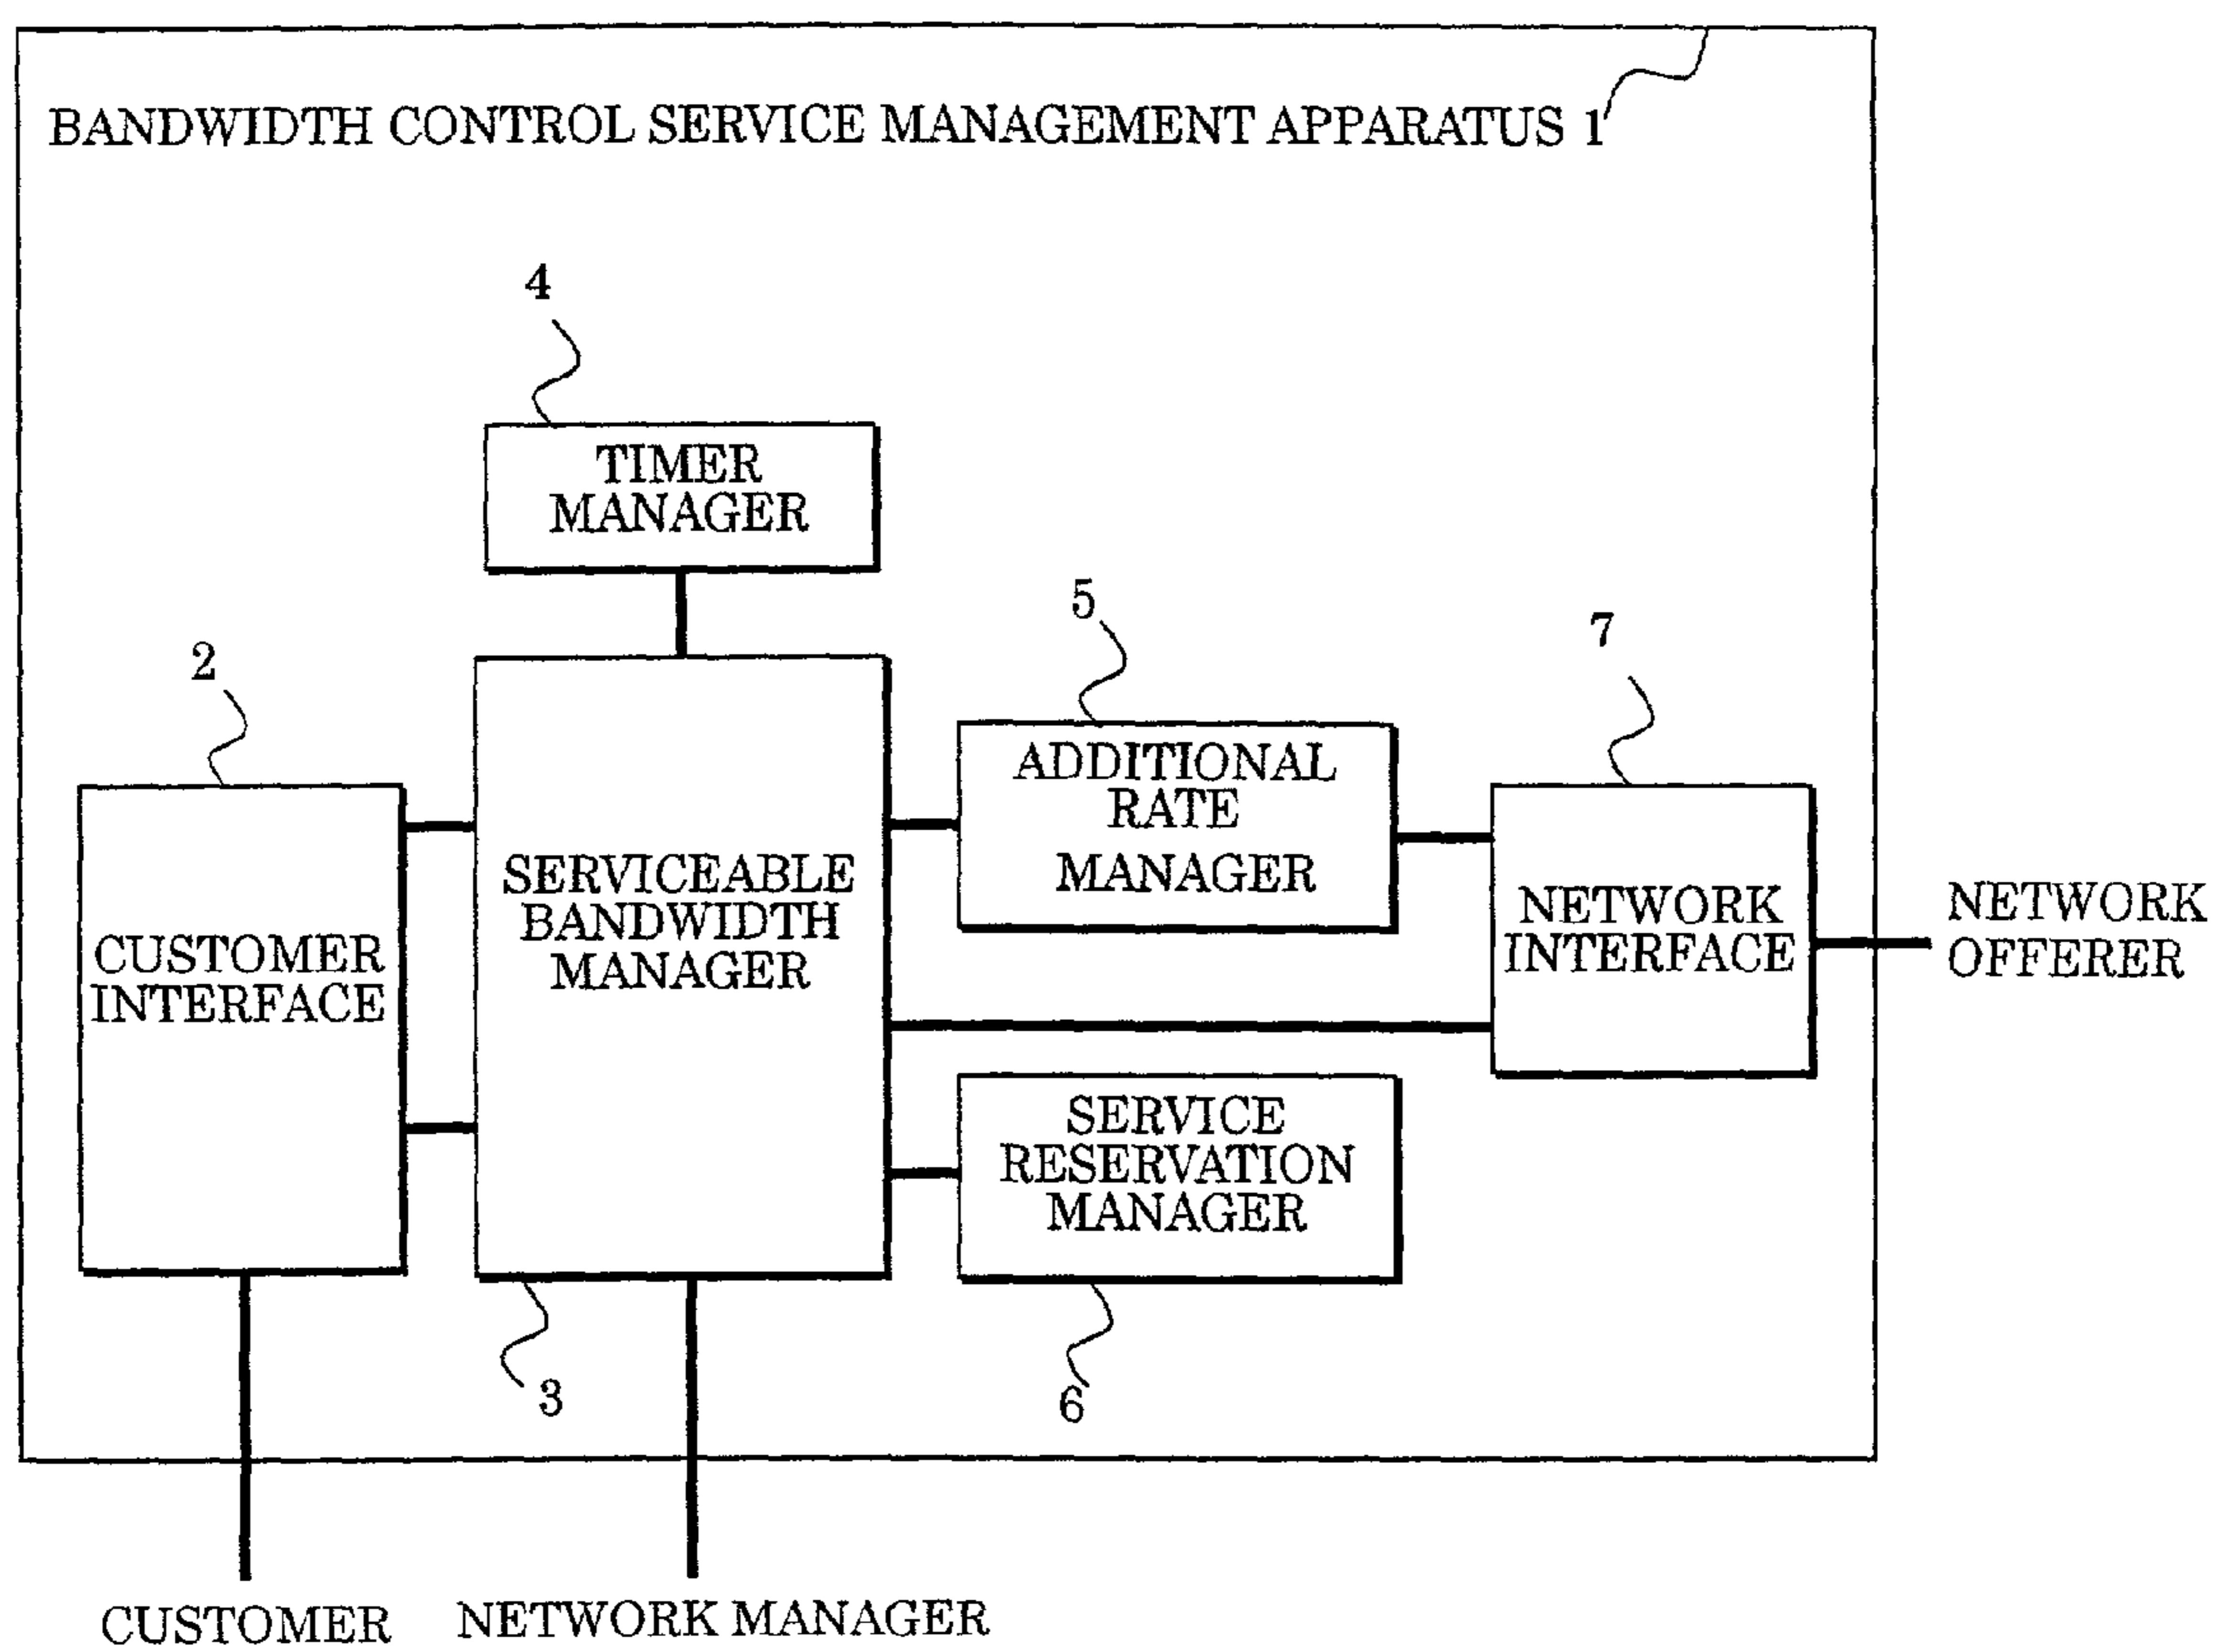 BANDWIDTH CONTROL SERVICE MANAGEMENT APPARATUS 1
4
TIMER
MANAGER
2
CUSTOMER
INTERFACE
SERVICEABLE
BANDWIDTH
MANAGER
3
5
ADDITIONAL
RATE
MANAGER
7
NETWORK
INTERFACE
NETWORK
OFFERER
SERVICE
RESERVATION
MANAGER
6
CUSTOMER
NETWORK MANAGER